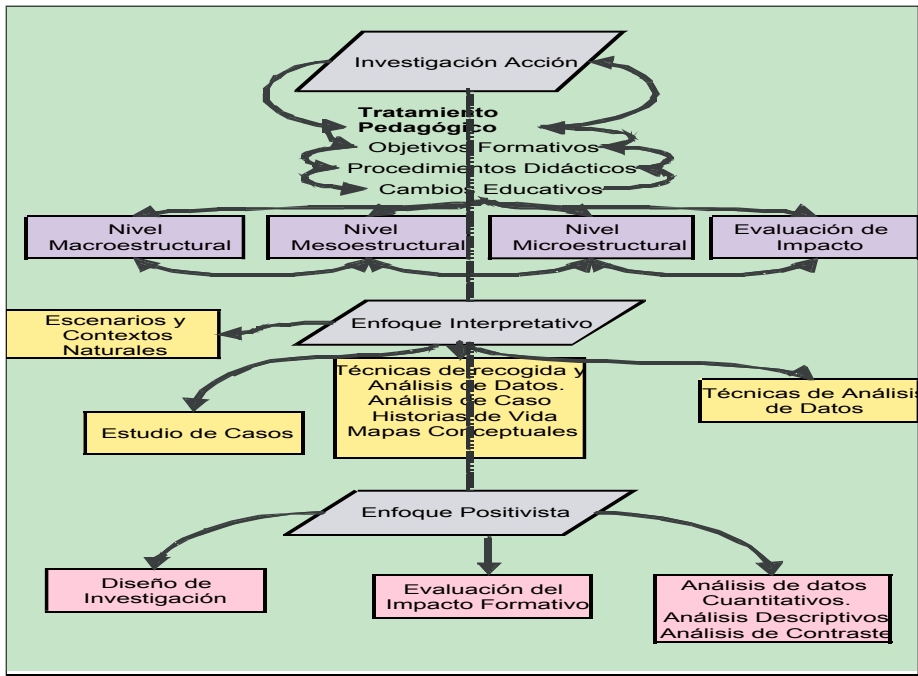 Investigación Acción
Tratamiento
Pedagógico
Objetivos Formativos
Procedimientos Didácticos
Cambios Educativos
Nivel
Macroestructural
Nivel
Mesoestructural
Nivel
Microestructural
Evaluación de
Impacto
Enfoque Interpretativo
Escenarios y
Contextos
Naturales
Estudio de Casos
Técnicas de recogida y
Análisis de Datos.
Análisis de Caso
Historias de Vida
Mapas Conceptuales
Técnicas de Análisis
de Datos
Enfoque Positivista
Diseño de
Investigación
Evaluación del
Impacto Formativo
Análisis de datos
Cuantitativos.
Análisis Descriptivos
Análisis de Contraste